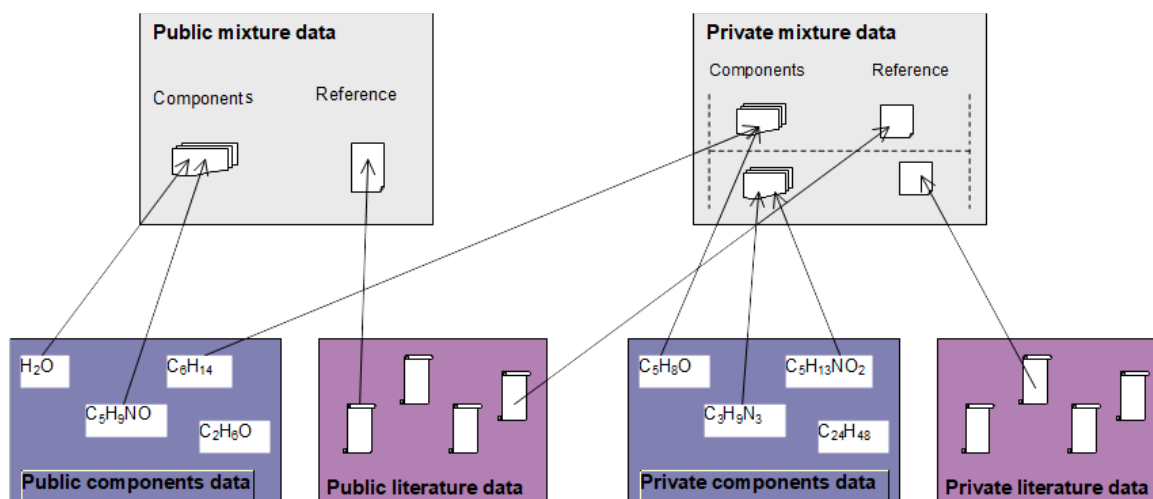 Public mixture data
Components
Reference
Private mixture data
Components
Reference
H₂O
C₆H₁₄
C₅H₉NO
C₂H₆O
Public components data
Public literature data
C₅H₈O
C₅H₁₃NO₂
C₃H₉N₃
C₂₄H₄₈
Private components data
Private literature data